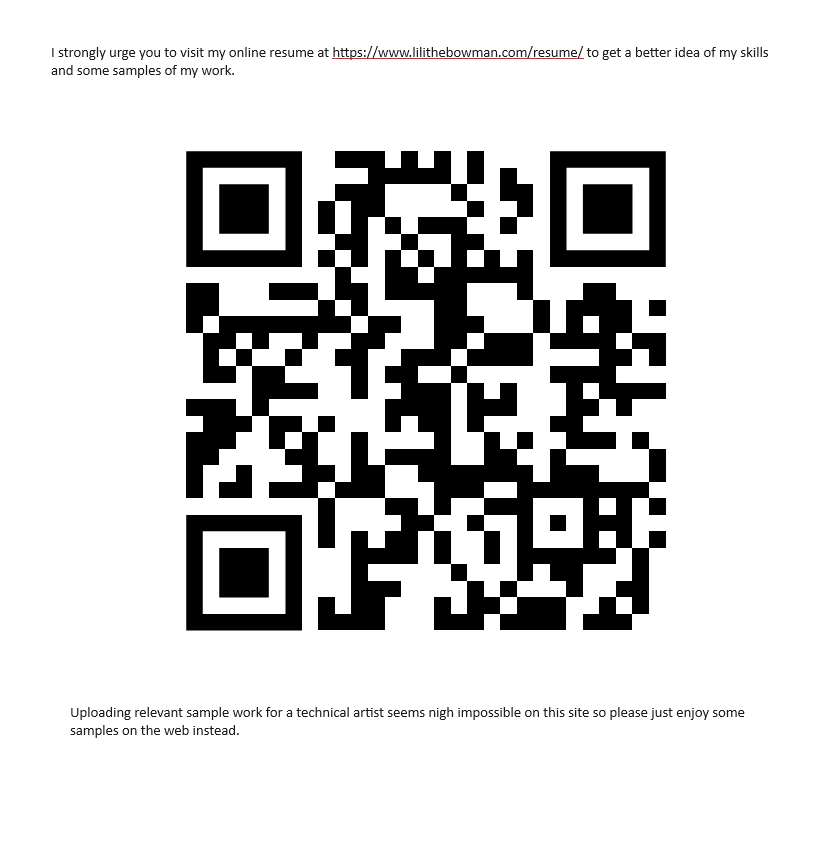 I strongly urge you to visit my online resume at https://www.lilithebowman.com/resume/ to get a better idea of my skills
and some samples of my work.
Uploading relevant sample work for a technical artist seems nigh impossible on this site so please just enjoy some
samples on the web instead.